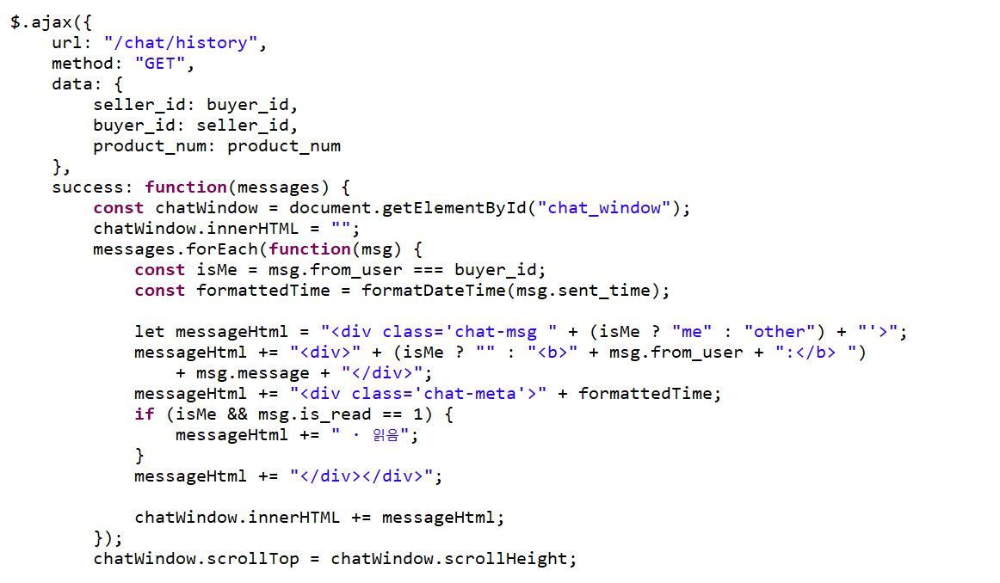 $.ajax({
    url: "/chat/history",
    method: "GET",
    data: {
        seller_id: buyer_id,
        buyer_id: seller_id,
        product_num: product_num
    },
    success: function(messages) {
        const chatWindow = document.getElementById("chat_window");
        chatWindow.innerHTML = "";
        messages.forEach(function(msg) {
            const isMe = msg.from_user === buyer_id;
            const formattedTime = formatDateTime(msg.sent_time);

            let messageHtml = "<div class='chat-msg " + (isMe ? "me" : "other") + "'>";
            messageHtml += "<div>" + (isMe ? "" : "<b>" + msg.from_user + ":</b> ")
                + msg.message + "</div>";
            messageHtml += "<div class='chat-meta'>" + formattedTime;
            if (isMe && msg.is_read == 1) {
                messageHtml += " · 읽음";
            }
            messageHtml += "</div></div>";

            chatWindow.innerHTML += messageHtml;
        });
        chatWindow.scrollTop = chatWindow.scrollHeight;